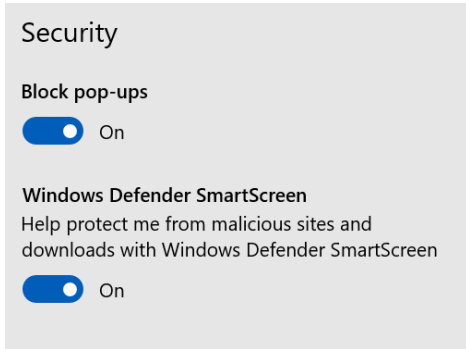 Security
Block pop-ups
On
Windows Defender SmartScreen
Help protect me from malicious sites and
downloads with Windows Defender SmartScreen
On